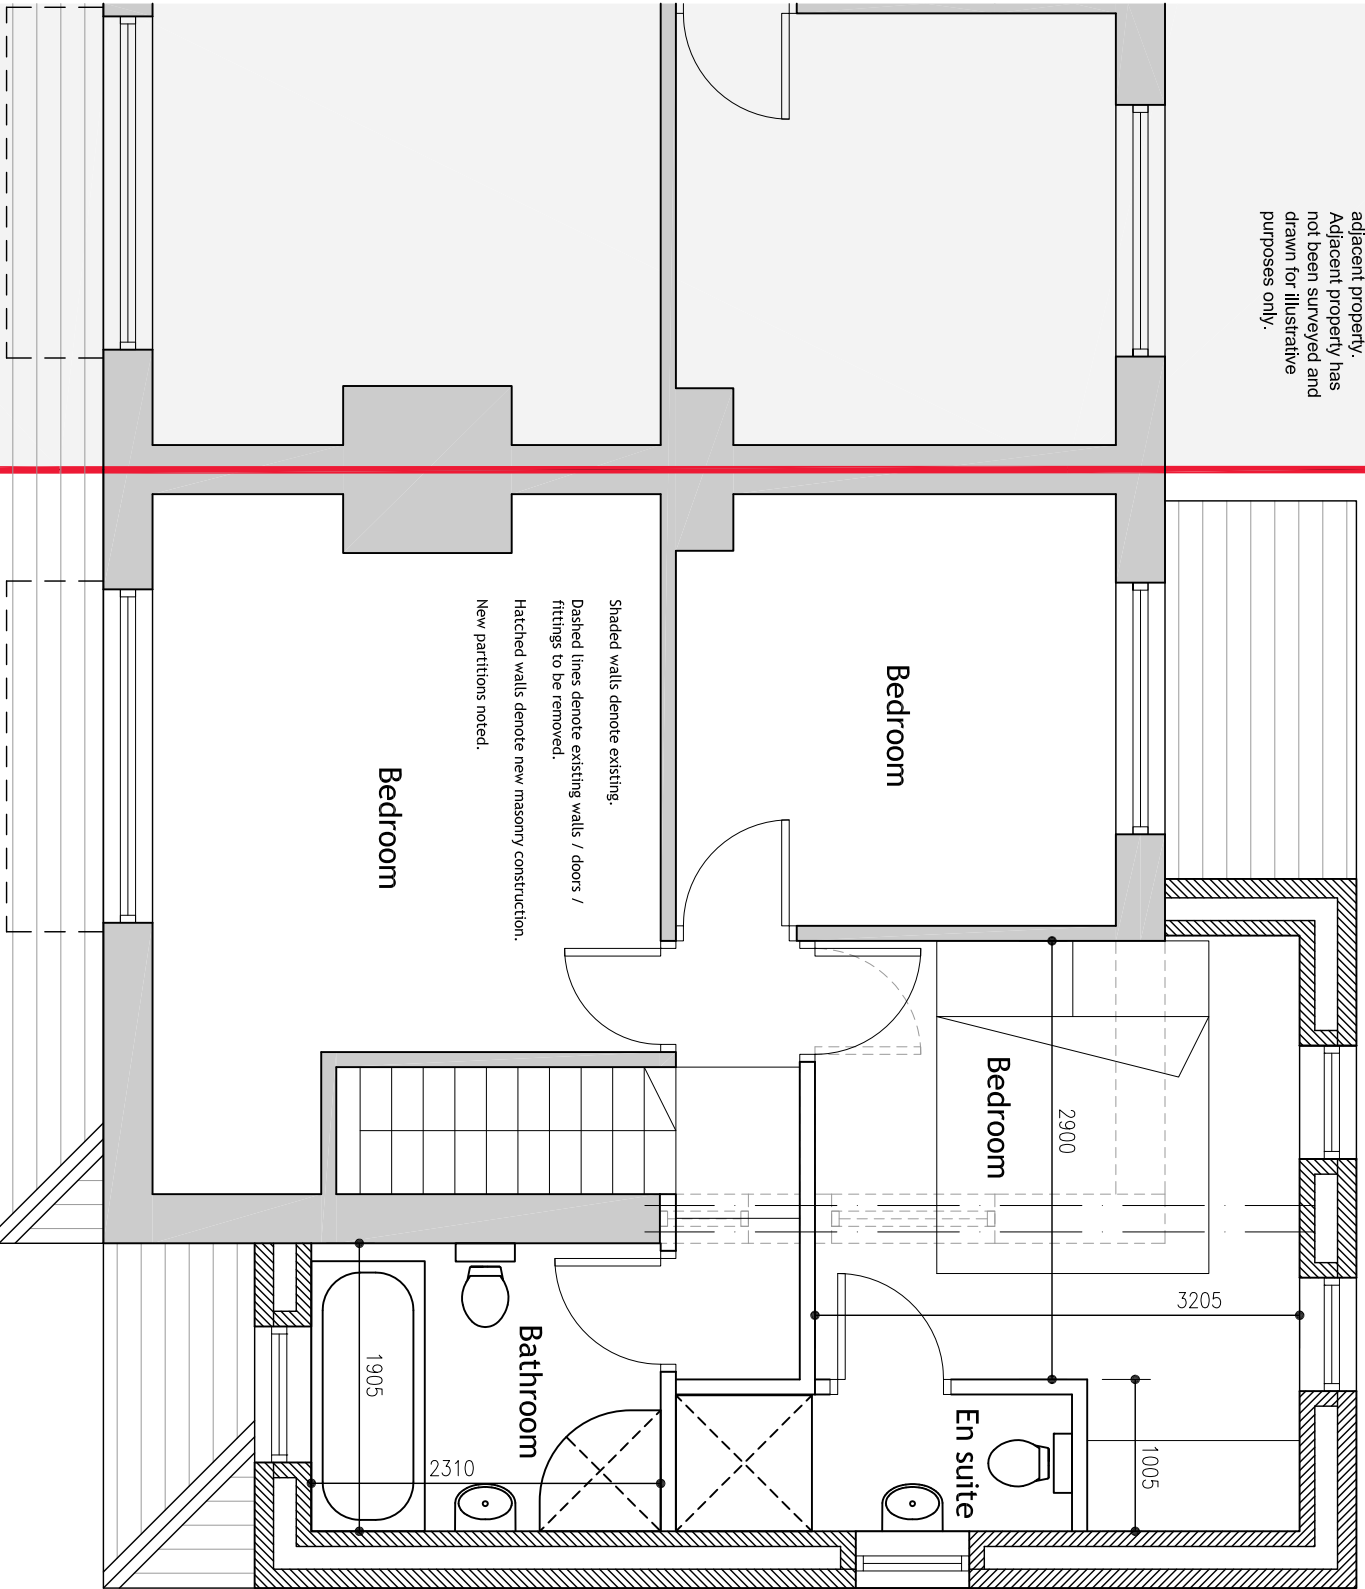 adjacent property.
Adjacent property has
not been surveyed and
drawn for illustrative
purposes only.
Shaded walls denote existing.
Dashed lines denote existing walls / doors /
fittings to be removed.
Hatched walls denote new masonry construction.
New partitions noted.
Bedroom
Bedroom
Bedroom
2900
3205
1005
En suite
Bathroom
2310
1905